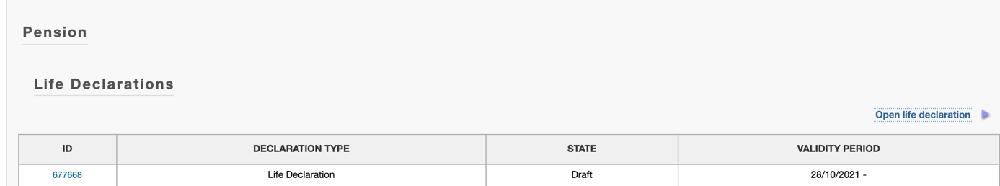 Pension
Life Declarations
Open life declaration
ID DECLARATION TYPE STATE VALIDITY PERIOD
677668 Life Declaration Draft 28/10/2021 -